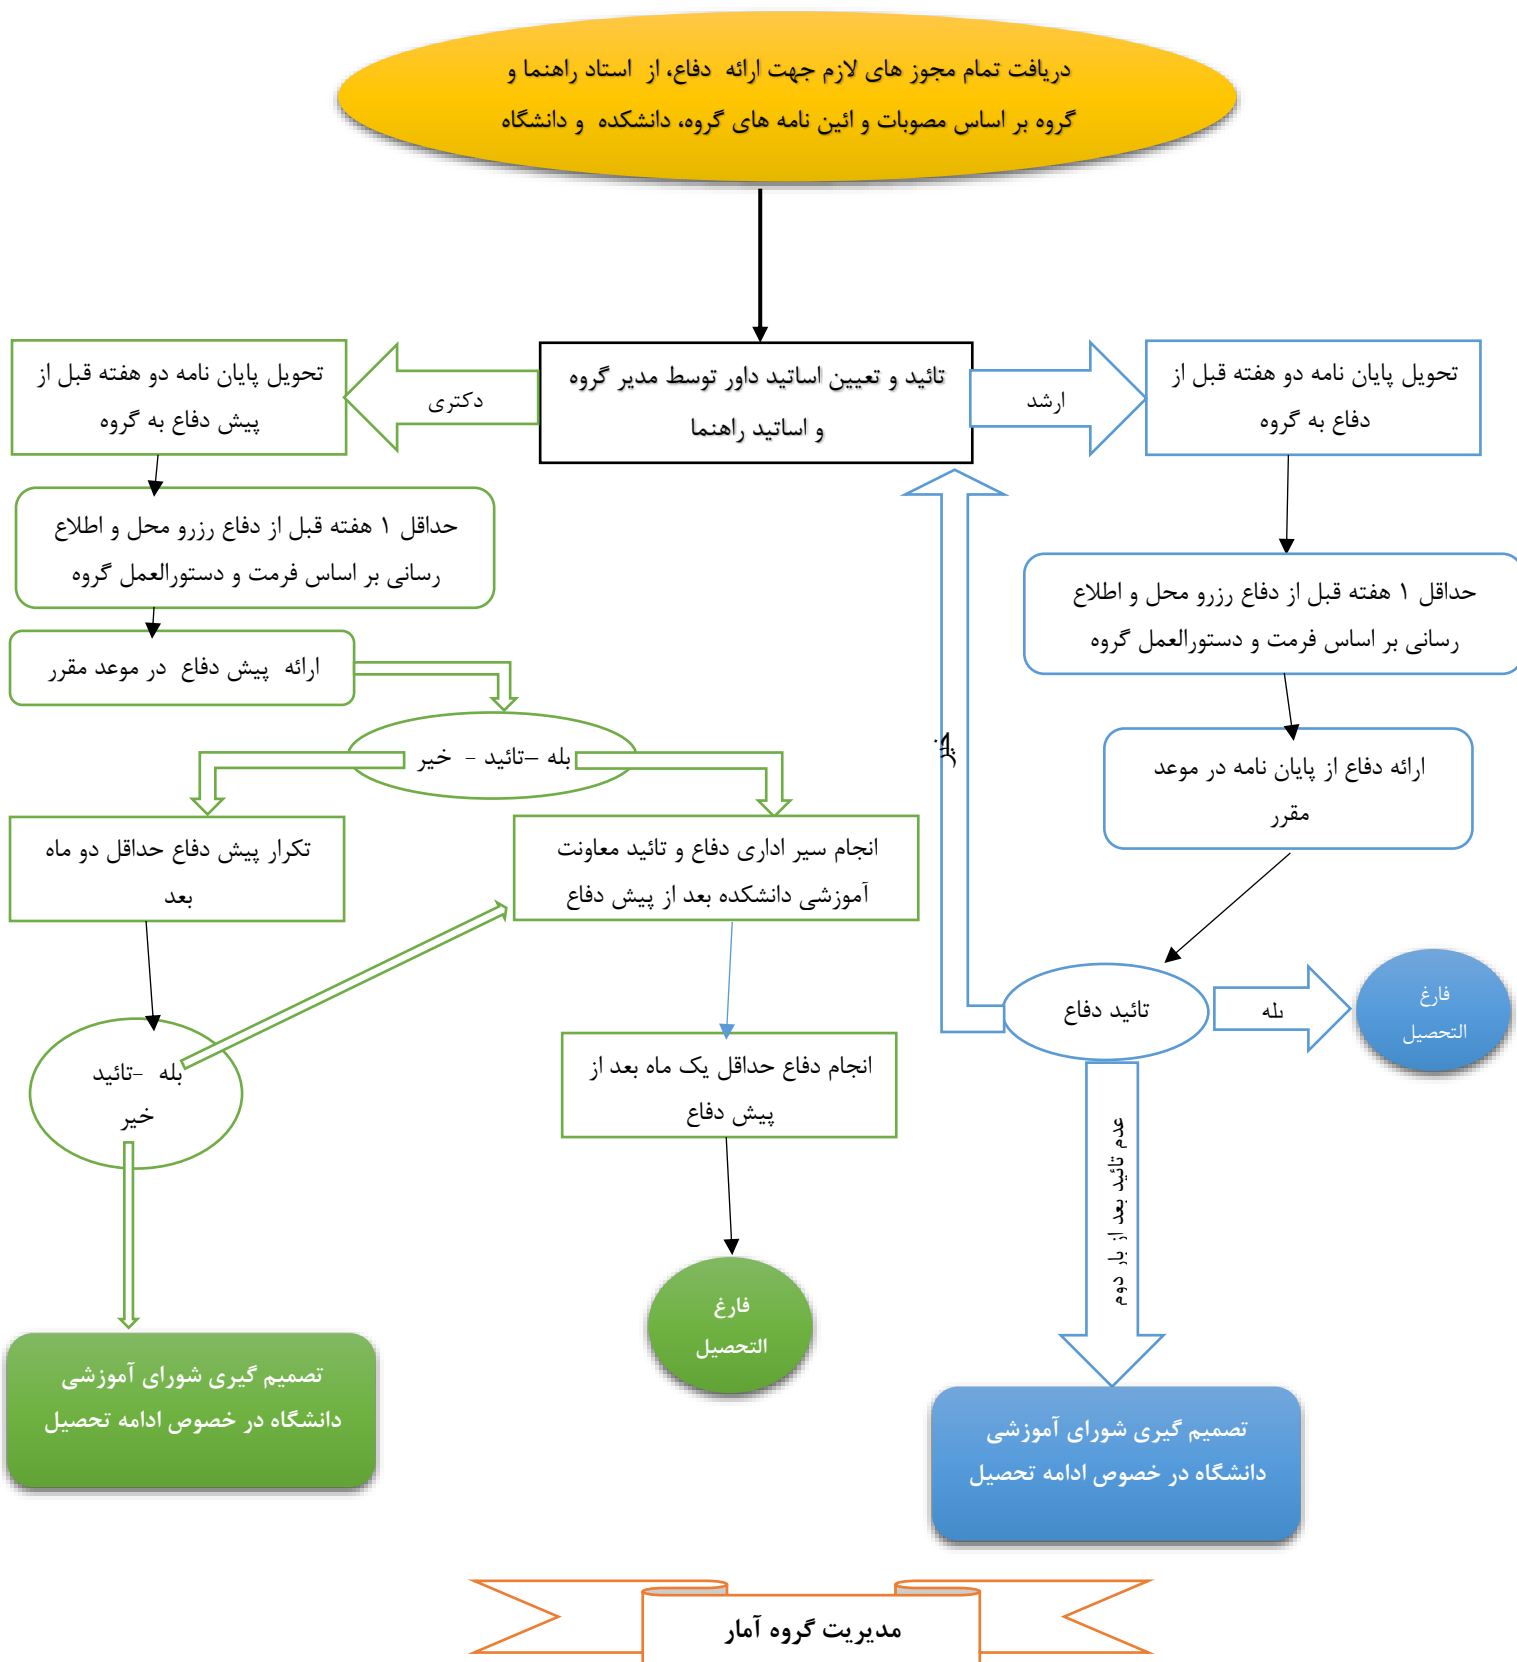 دریافت تمام مجوز های لازم جهت ارائه دفاع، از استاد راهنما و
گروه بر اساس مصوبات و ائین نامه های گروه، دانشکده و دانشگاه
تائید و تعیین اساتید داور توسط مدیر گروه
و اساتید راهنما
ارشد
تحویل پایان نامه دو هفته قبل از
دفاع به گروه
حداقل ۱ هفته قبل از دفاع رزرو محل و اطلاع
رسانی بر اساس فرمت و دستورالعمل گروه
ارائه دفاع از پایان نامه در موعد
مقرر
تائید دفاع
بله
فارغ
التحصیل
خیر
عدم تائید بعد از بار دوم
تصمیم گیری شورای آموزشی
دانشگاه در خصوص ادامه تحصیل
دکتری
تحویل پایان نامه دو هفته قبل از
پیش دفاع به گروه
حداقل ۱ هفته قبل از دفاع رزرو محل و اطلاع
رسانی بر اساس فرمت و دستورالعمل گروه
ارائه پیش دفاع در موعد مقرر
بله –تائید - خیر
انجام سیر اداری دفاع و تائید معاونت
آموزشی دانشکده بعد از پیش دفاع
انجام دفاع حداقل یک ماه بعد از
پیش دفاع
فارغ
التحصیل
تکرار پیش دفاع حداقل دو ماه
بعد
بله -تائید
خیر
تصمیم گیری شورای آموزشی
دانشگاه در خصوص ادامه تحصیل
مدیریت گروه آمار